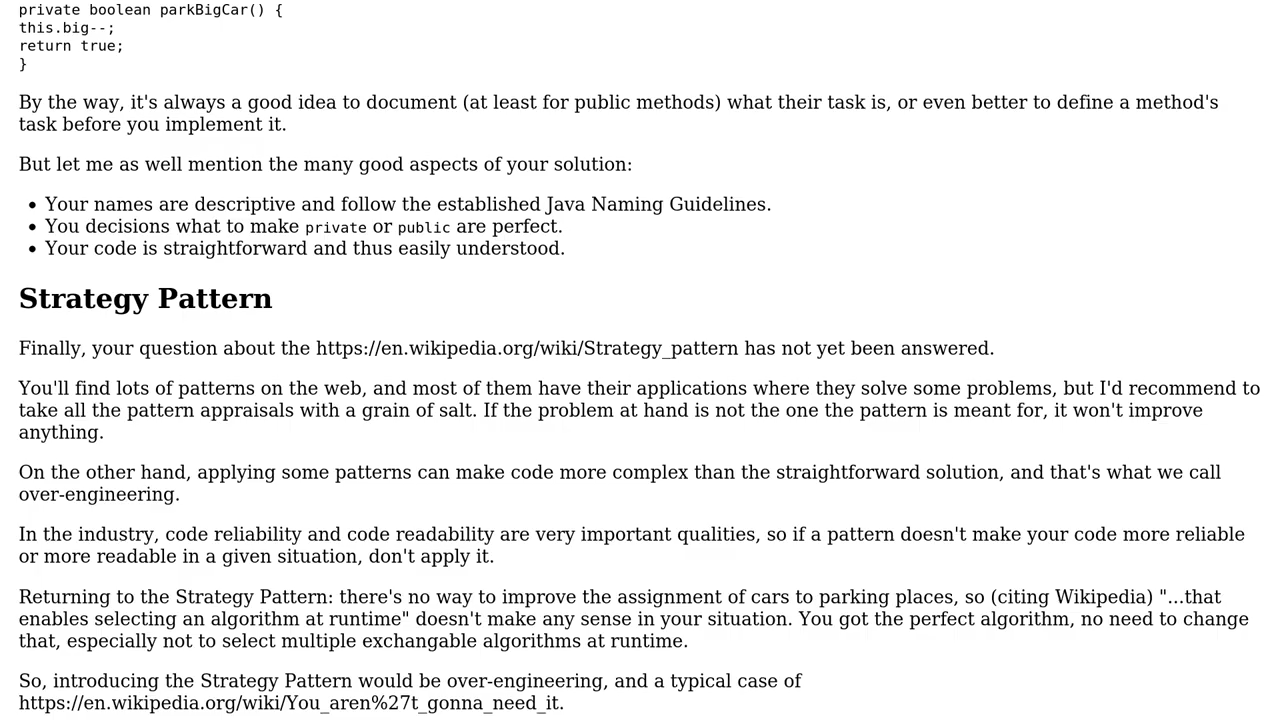 private boolean parkBigCar() {
this.big--;
return true;
}
By the way, it's always a good idea to document (at least for public methods) what their task is, or even better to define a method's
task before you implement it.
But let me as well mention the many good aspects of your solution:
• Your names are descriptive and follow the established Java Naming Guidelines.
• You decisions what to make private or public are perfect.
• Your code is straightforward and thus easily understood.
Strategy Pattern
Finally, your question about the https://en.wikipedia.org/wiki/Strategy_pattern has not yet been answered.
You'll find lots of patterns on the web, and most of them have their applications where they solve some problems, but I'd recommend to
take all the pattern appraisals with a grain of salt. If the problem at hand is not the one the pattern is meant for, it won't improve
anything.
On the other hand, applying some patterns can make code more complex than the straightforward solution, and that's what we call
over-engineering.
In the industry, code reliability and code readability are very important qualities, so if a pattern doesn't make your code more reliable
or more readable in a given situation, don't apply it.
Returning to the Strategy Pattern: there's no way to improve the assignment of cars to parking places, so (citing Wikipedia) "...that
enables selecting an algorithm at runtime" doesn't make any sense in your situation. You got the perfect algorithm, no need to change
that, especially not to select multiple exchangable algorithms at runtime.
So, introducing the Strategy Pattern would be over-engineering, and a typical case of
https://en.wikipedia.org/wiki/You_aren%27t_gonna_need_it.